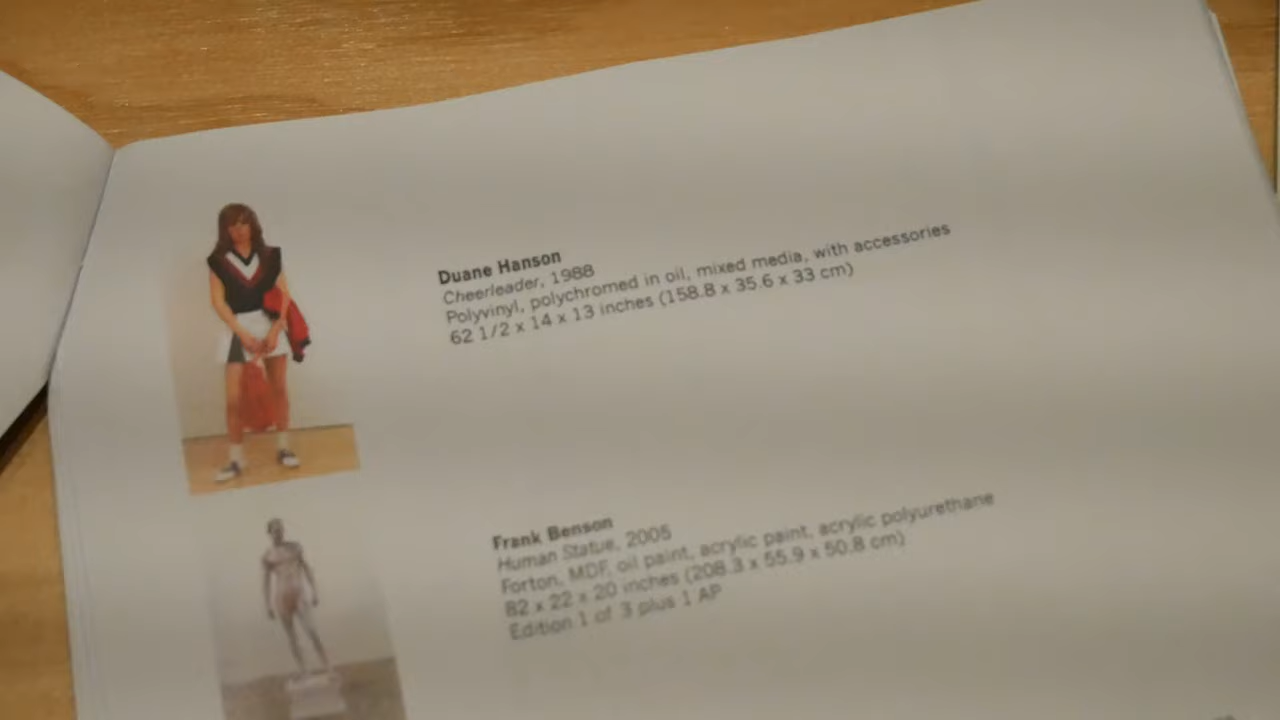 Duane Hanson
Cheerleader, 1988
Polyvinyl, polychromed in oil, mixed media, with accessories
62 1/2 x 14 x 13 inches (158.8 x 35.6 x 33 cm)
Frank Benson
Human Statue, 2005
Forton, MDF, oil paint, acrylic paint, acrylic polyurethane
82 x 22 x 20 inches (208.3 x 55.9 x 50.8 cm)
Edition 1 of 3 plus 1 AP